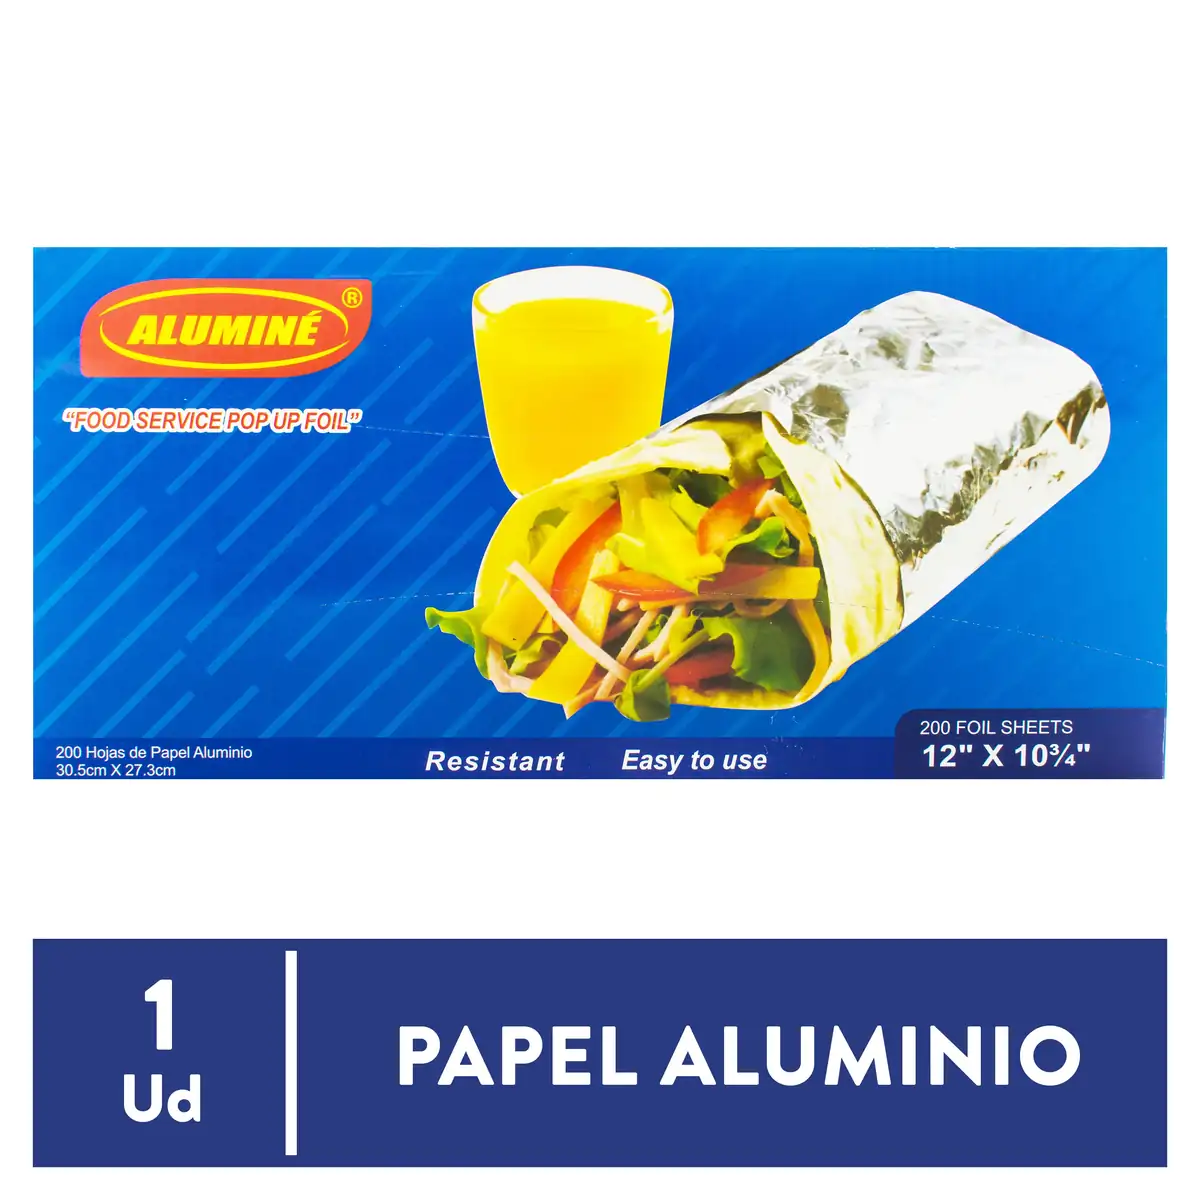 ALUMINÉ ®
“FOOD SERVICE POP UP FOIL”
200 Hojas de Papel Aluminio
30.5cm X 27.3cm
Resistant Easy to use
200 FOIL SHEETS
12" X 10¾"
1
Ud
PAPEL ALUMINIO